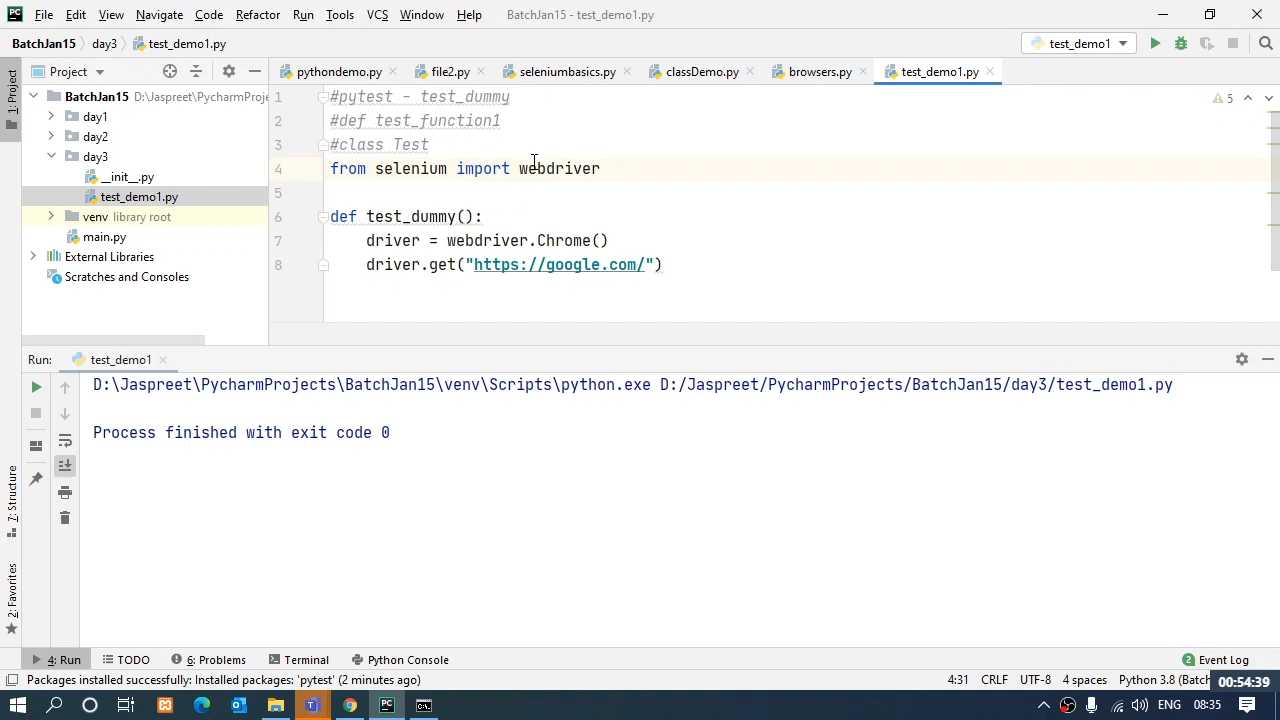 File Edit View Navigate Code Refactor Run Tools VCS Window Help BatchJan15 - test_demo1.py
BatchJan15 day3 test_demo1.py test_demo1
1: Project
Project
pythondemo.py file2.py seleniumbasics.py classDemo.py browsers.py test_demo1.py
BatchJan15 D:\Jaspreet\PycharmProje
day1
day2
day3
__init__.py
test_demo1.py
venv library root
main.py
External Libraries
Scratches and Consoles
5
1 #pytest - test_dummy
2 #def test_function1
3 #class Test
4 from selenium import webdriver
5
6 def test_dummy():
7 driver = webdriver.Chrome()
8 driver.get("https://google.com/")
Run: test_demo1
D:\Jaspreet\PycharmProjects\BatchJan15\venv\Scripts\python.exe D:/Jaspreet/PycharmProjects/BatchJan15/day3/test_demo1.py
Process finished with exit code 0
7: Structure
2: Favorites
4: Run TODO 6: Problems Terminal Python Console 2 Event Log
Packages installed successfully: Installed packages: 'pytest' (2 minutes ago) 4:31 CRLF UTF-8 4 spaces Python 3.8 (Batch
00:54:39
ENG 08:35